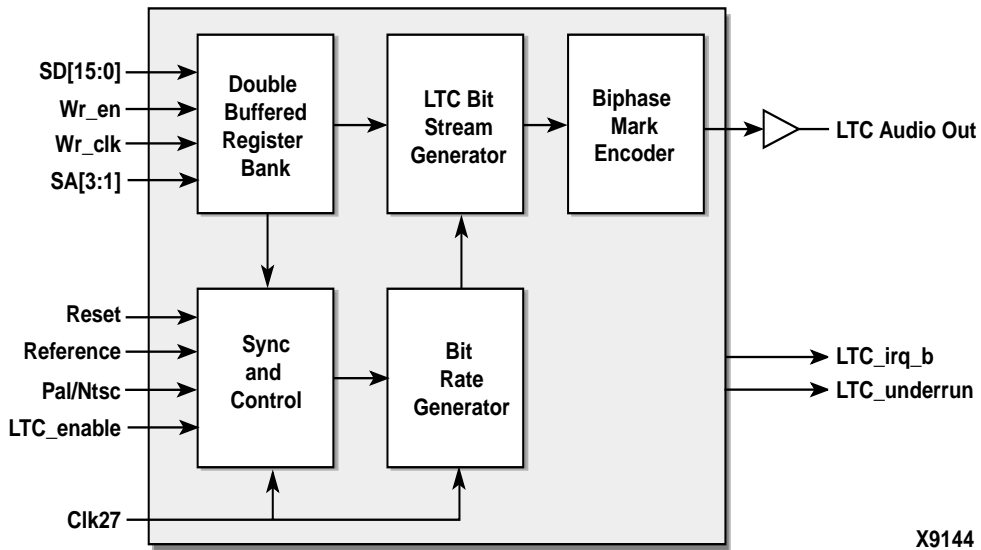 SD[15:0]
Wr_en
Wr_clk
SA[3:1]
Double
Buffered
Register
Bank
LTC Bit
Stream
Generator
Biphase
Mark
Encoder
LTC Audio Out
Reset
Reference
Pal/Ntsc
LTC_enable
Sync
and
Control
Bit
Rate
Generator
LTC_irq_b
LTC_underrun
Clk27
X9144